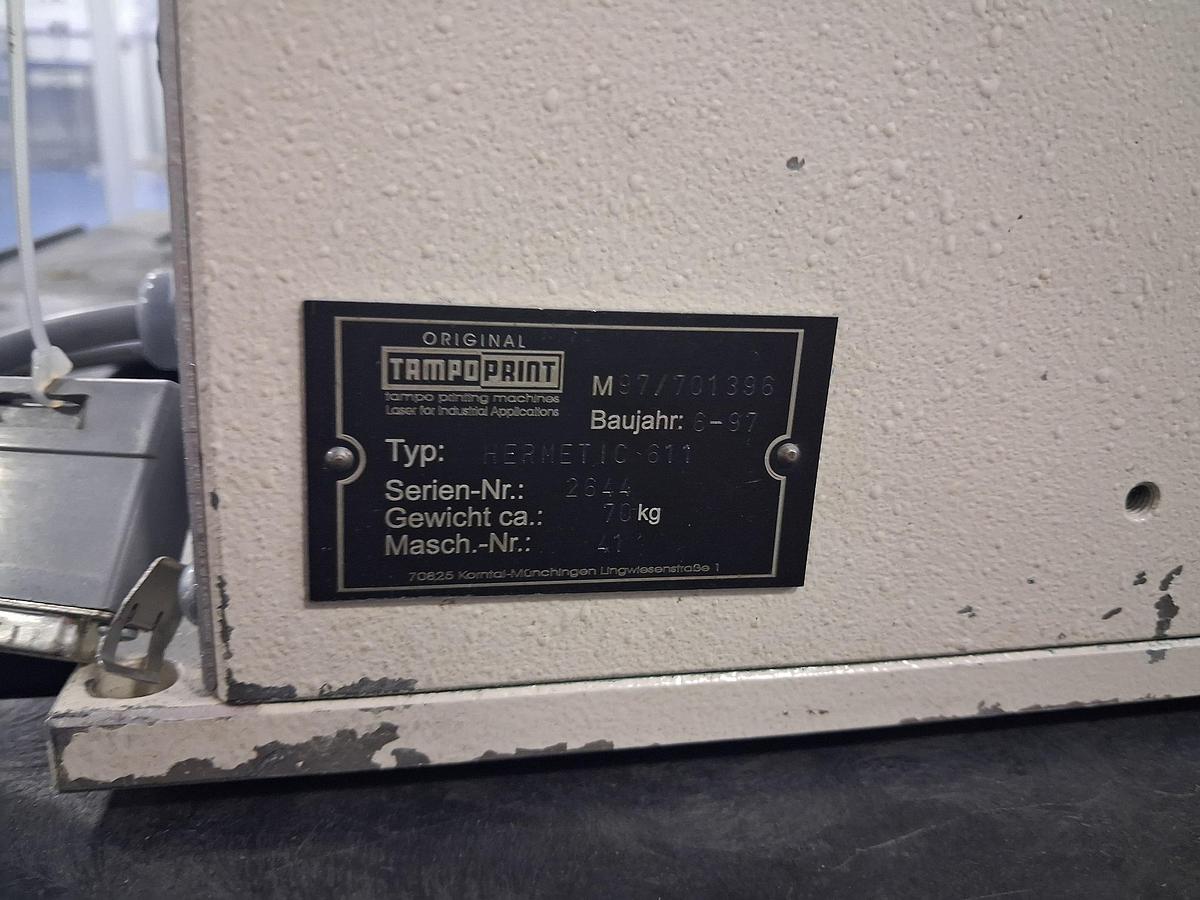 ORIGINAL
TAMPOPRINT
tampo printing machines
Laser for Industrial Applications
M97/701396
Baujahr: 6-97
Typ: HERMETIC 611
Serien-Nr.: 2644
Gewicht ca.: 70 kg
Masch.-Nr.: 41
70825 Korntal-Münchingen Lingwiesenstraße 1